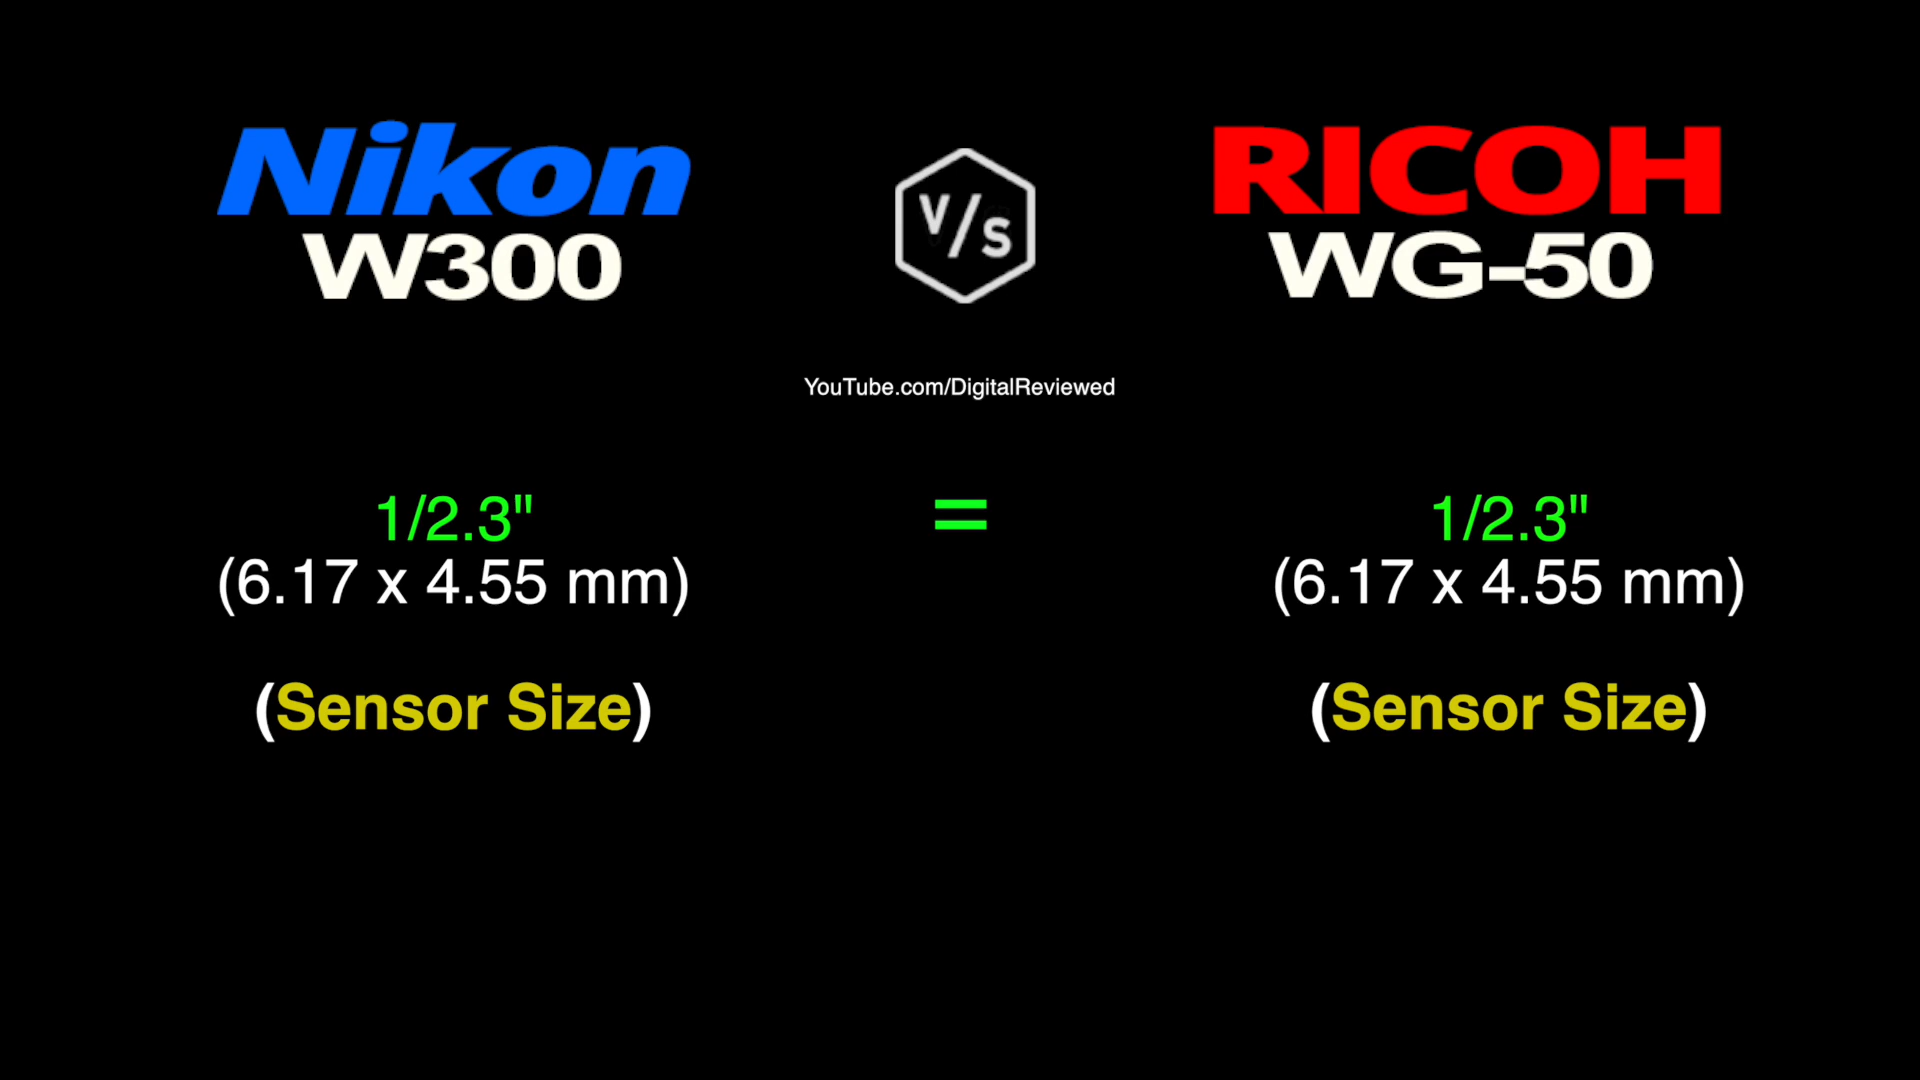 Nikon
W300
V/S
RICOH
WG-50
YouTube.com/DigitalReviewed
1/2.3"
(6.17 x 4.55 mm)
(Sensor Size)
=
1/2.3"
(6.17 x 4.55 mm)
(Sensor Size)